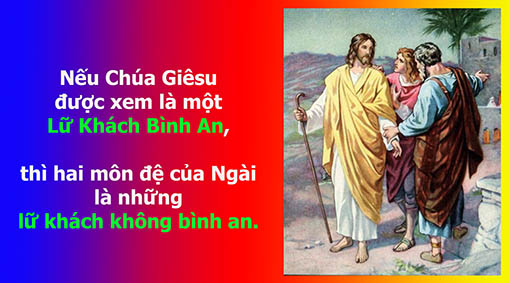 Nếu Chúa Giêsu
được xem là một
Lữ Khách Bình An,
thì hai môn đệ của Ngài
là những
lữ khách không bình an.